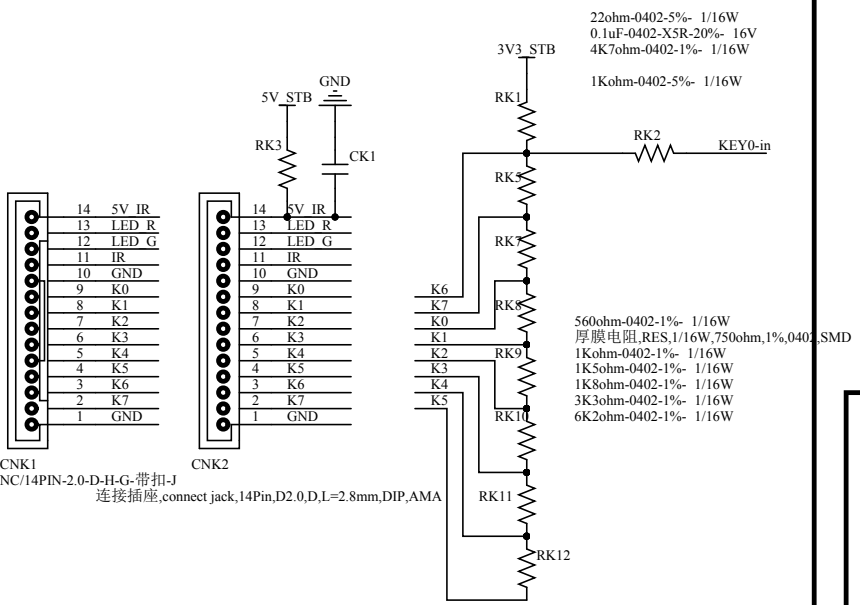 22ohm-0402-5%- 1/16W
0.1uF-0402-X5R-20%- 16V
4K7ohm-0402-1%- 1/16W
1Kohm-0402-5%- 1/16W
3V3_STB
RK1
GND
5V_STB
RK3
CK1
RK2
KEY0-in
RK5
RK7
RK8
RK9
RK10
RK11
RK12
14 5V_IR
13 LED_R
12 LED_G
11 IR
10 GND
9 K0
8 K1
7 K2
6 K3
5 K4
4 K5
3 K6
2 K7
1 GND
14 5V_IR
13 LED_R
12 LED_G
11 IR
10 GND
9 K0
8 K1
7 K2
6 K3
5 K4
4 K5
3 K6
2 K7
1 GND
K6
K7
K0
K1
K2
K3
K4
K5
560ohm-0402-1%- 1/16W
厚膜电阻,RES,1/16W,750ohm,1%,0402,SMD
1Kohm-0402-1%- 1/16W
1K5ohm-0402-1%- 1/16W
1K8ohm-0402-1%- 1/16W
3K3ohm-0402-1%- 1/16W
6K2ohm-0402-1%- 1/16W
CNK1
NC/14PIN-2.0-D-H-G-带扣-J
CNK2
连接插座,connect jack,14Pin,D2.0,D,L=2.8mm,DIP,AMA